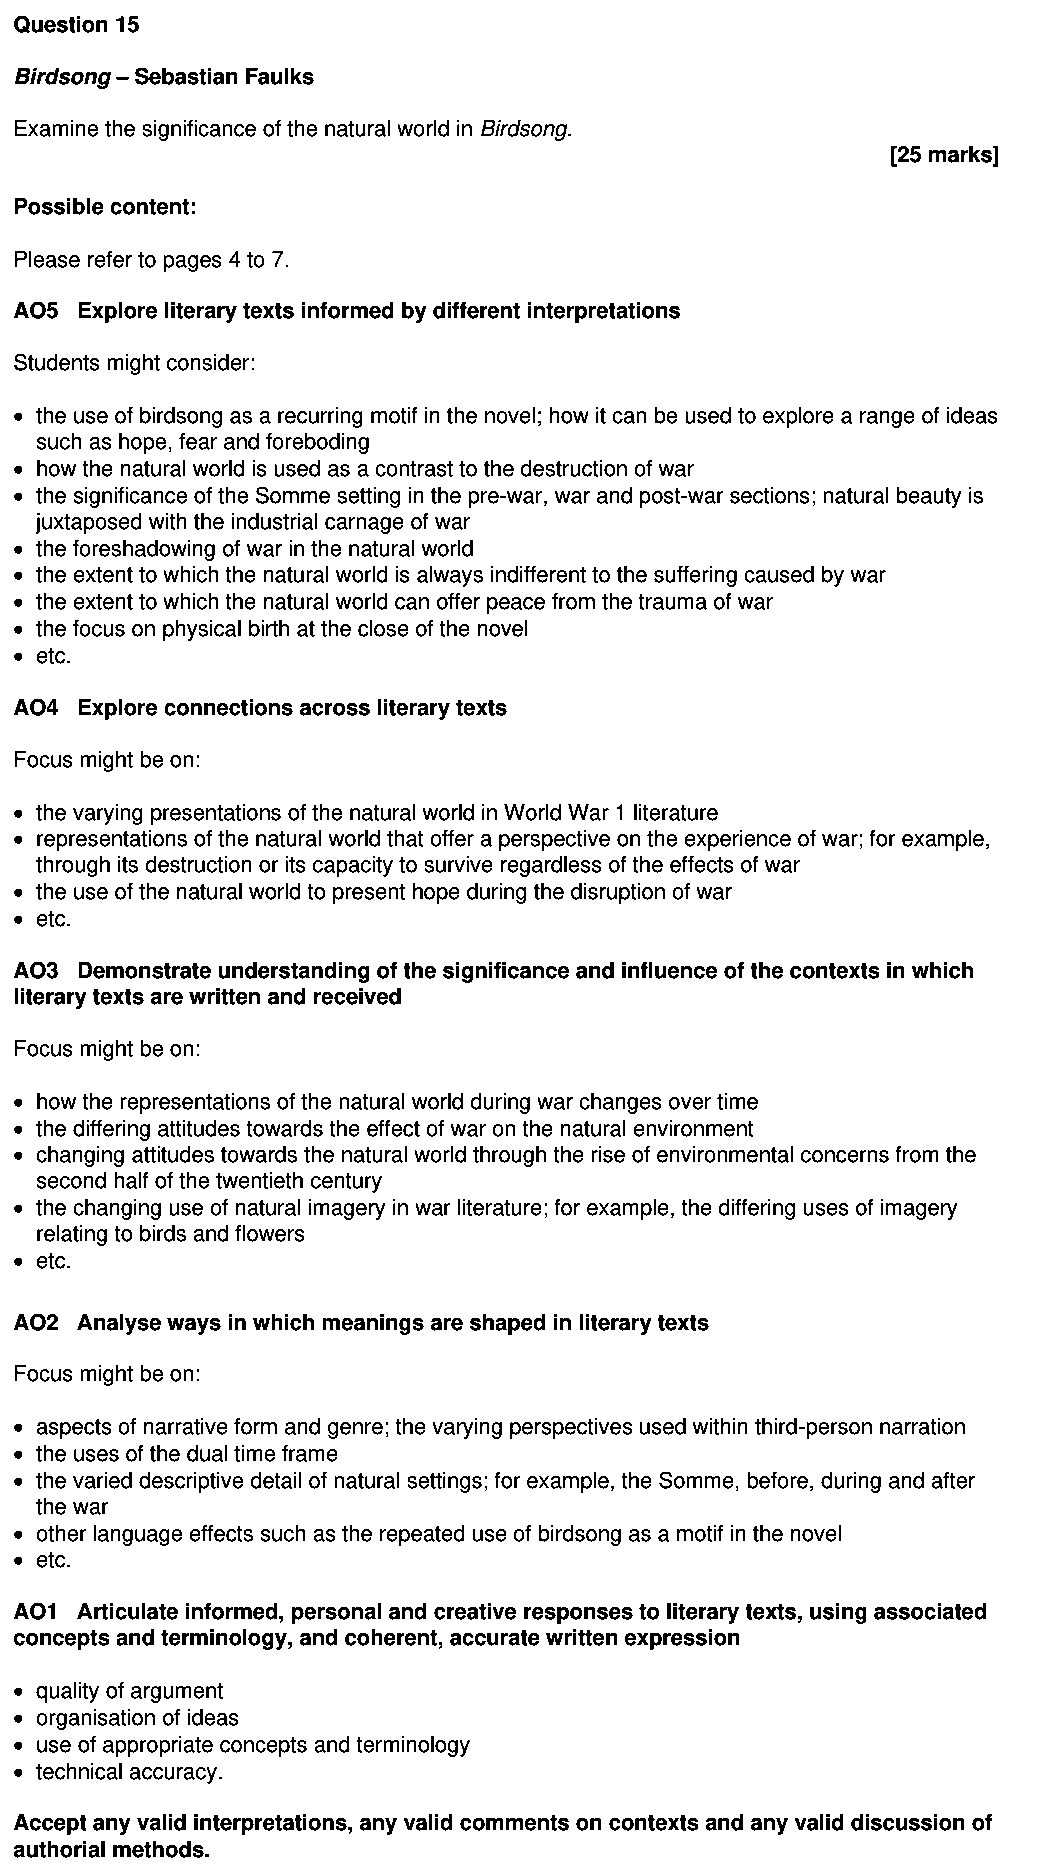 Question 15
Birdsong – Sebastian Faulks
Examine the significance of the natural world in Birdsong.
[25 marks]
Possible content:
Please refer to pages 4 to 7.
AO5 Explore literary texts informed by different interpretations
Students might consider:
• the use of birdsong as a recurring motif in the novel; how it can be used to explore a range of ideas
such as hope, fear and foreboding
• how the natural world is used as a contrast to the destruction of war
• the significance of the Somme setting in the pre-war, war and post-war sections; natural beauty is
juxtaposed with the industrial carnage of war
• the foreshadowing of war in the natural world
• the extent to which the natural world is always indifferent to the suffering caused by war
• the extent to which the natural world can offer peace from the trauma of war
• the focus on physical birth at the close of the novel
• etc.
AO4 Explore connections across literary texts
Focus might be on:
• the varying presentations of the natural world in World War 1 literature
• representations of the natural world that offer a perspective on the experience of war; for example,
through its destruction or its capacity to survive regardless of the effects of war
• the use of the natural world to present hope during the disruption of war
• etc.
AO3 Demonstrate understanding of the significance and influence of the contexts in which
literary texts are written and received
Focus might be on:
• how the representations of the natural world during war changes over time
• the differing attitudes towards the effect of war on the natural environment
• changing attitudes towards the natural world through the rise of environmental concerns from the
second half of the twentieth century
• the changing use of natural imagery in war literature; for example, the differing uses of imagery
relating to birds and flowers
• etc.
AO2 Analyse ways in which meanings are shaped in literary texts
Focus might be on:
• aspects of narrative form and genre; the varying perspectives used within third-person narration
• the uses of the dual time frame
• the varied descriptive detail of natural settings; for example, the Somme, before, during and after
the war
• other language effects such as the repeated use of birdsong as a motif in the novel
• etc.
AO1 Articulate informed, personal and creative responses to literary texts, using associated
concepts and terminology, and coherent, accurate written expression
• quality of argument
• organisation of ideas
• use of appropriate concepts and terminology
• technical accuracy.
Accept any valid interpretations, any valid comments on contexts and any valid discussion of
authorial methods.